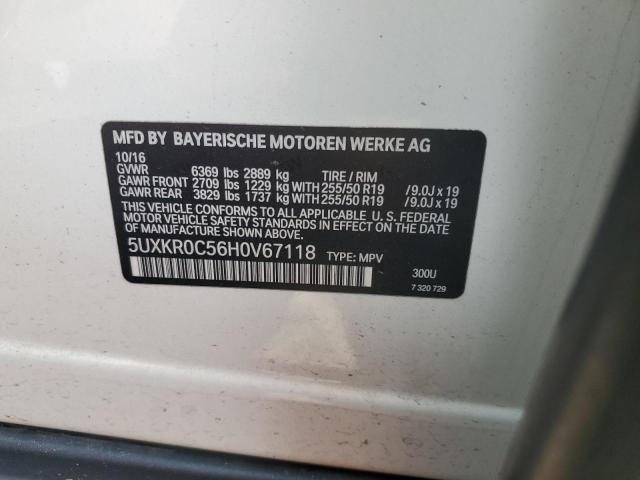 MFD BY BAYERISCHE MOTOREN WERKE AG
10/16
GVWR 6369 lbs 2889 kg TIRE / RIM
GAWR FRONT 2709 lbs 1229 kg WITH 255/50 R19 / 9.0J x 19
GAWR REAR 3829 lbs 1737 kg WITH 255/50 R19 / 9.0J x 19
THIS VEHICLE CONFORMS TO ALL APPLICABLE U. S. FEDERAL
MOTOR VEHICLE SAFETY STANDARDS IN EFFECT ON THE DATE
OF MANUFACTURE SHOWN ABOVE.
5UXKR0C56H0V67118 TYPE: MPV
300U
7 320 729